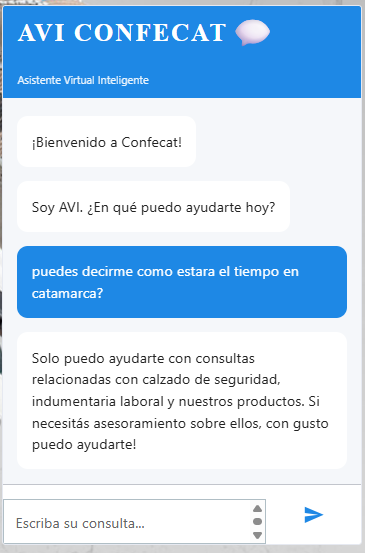 AVI CONFECAT
Asistente Virtual Inteligente
¡Bienvenido a Confecat!
Soy AVI. ¿En qué puedo ayudarte hoy?
puedes decirme como estara el tiempo en
catamarca?
Solo puedo ayudarte con consultas
relacionadas con calzado de seguridad,
indumentaria laboral y nuestros productos. Si
necesitás asesoramiento sobre ellos, con gusto
puedo ayudarte!
Escriba su consulta...